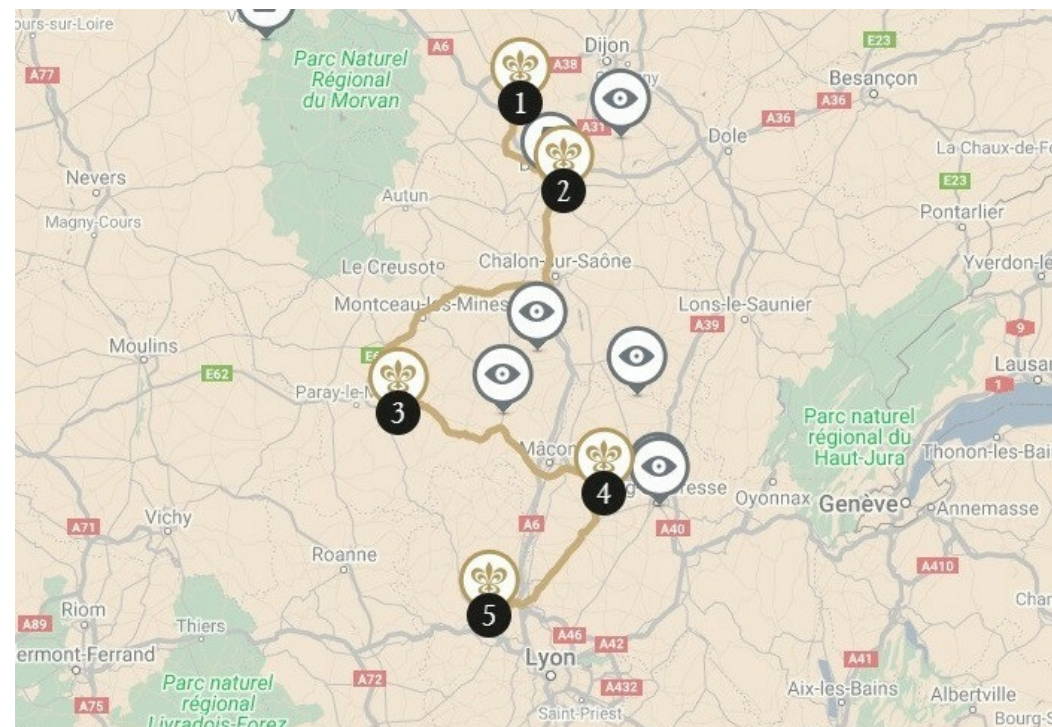 ours-sur-Loire
A6
A38
Dijon
E23
A77
Parc Naturel
Régional
du Morvan
Besançon
1
A31
A36
A36
Dole
La Chaux-de-Fo
Nevers
2
E23
Autun
Magny-Cours
Pontarlier
Le Creusot
Chalon-sur-Saône
Yverdon-le
Montceau-les-Mines
Lons-le-Saunier
A39
9
Moulins
E62
Lausan
1
Paray-le-M
3
Parc naturel
régional du
Haut-Jura
Mâcon
Thonon-les-Bai
4
resse
Oyonnax
Genève
Annemasse
A71
Vichy
A6
A40
Roanne
A410
5
Riom
Char
A89
Thiers
A46
A42
ermont-Ferrand
Lyon
A72
A41
Parc naturel
régional
Livradois-Forez
A75
A432
Saint-Priest
Aix-les-Bains
Albertville
Bourg-S